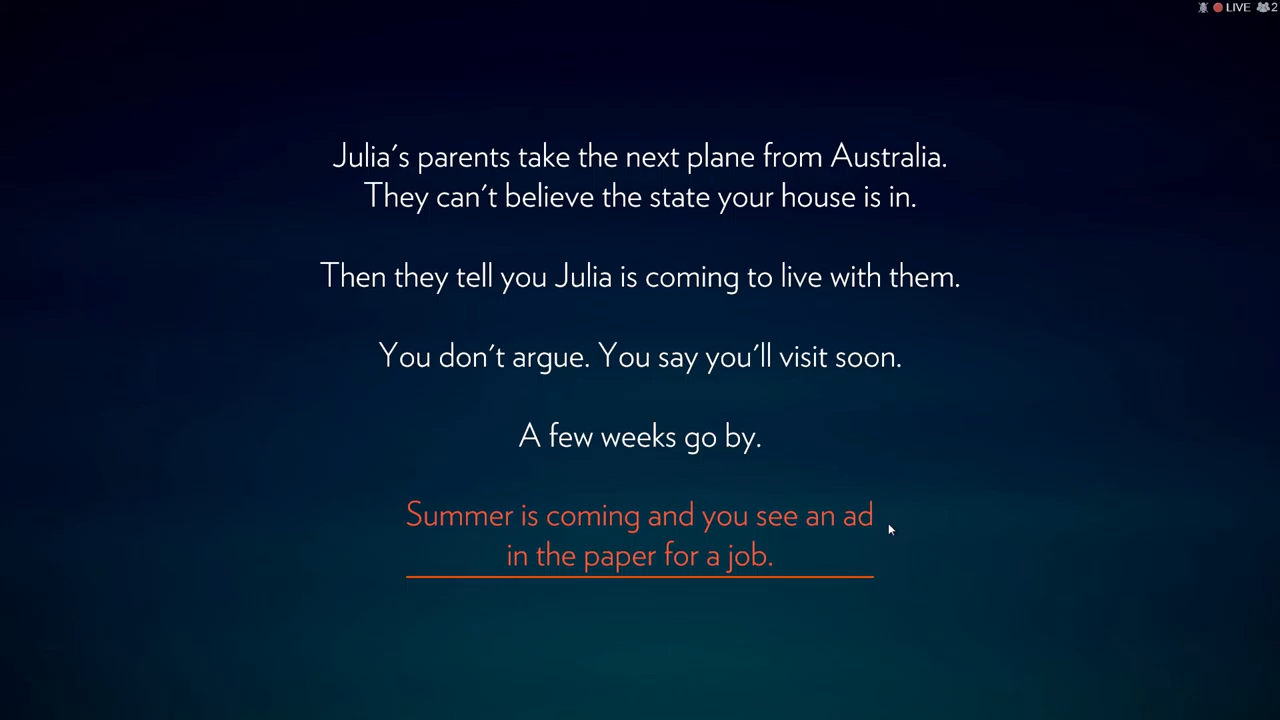 LIVE 2
Julia's parents take the next plane from Australia.
They can't believe the state your house is in.
Then they tell you Julia is coming to live with them.
You don't argue. You say you'll visit soon.
A few weeks go by.
Summer is coming and you see an ad
in the paper for a job.